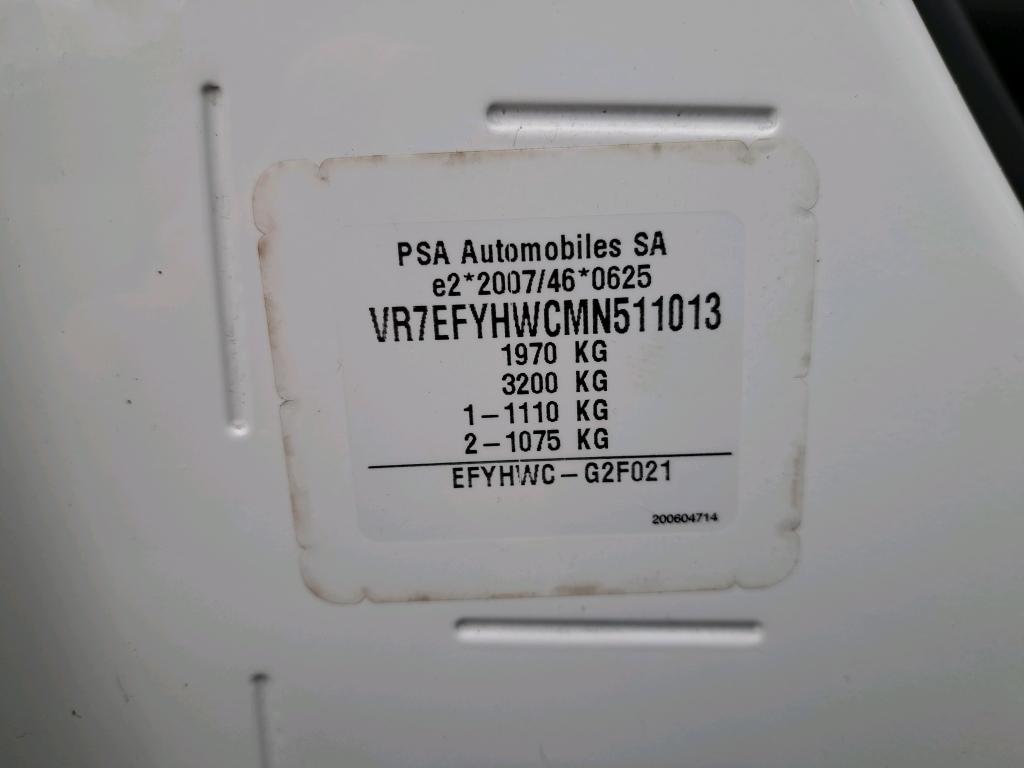 PSA Automobiles SA
e2*2007/46*0625
VR7EFYHWCMN511013
1970 KG
3200 KG
1-1110 KG
2-1075 KG
EFYHWC-G2F021
200604714